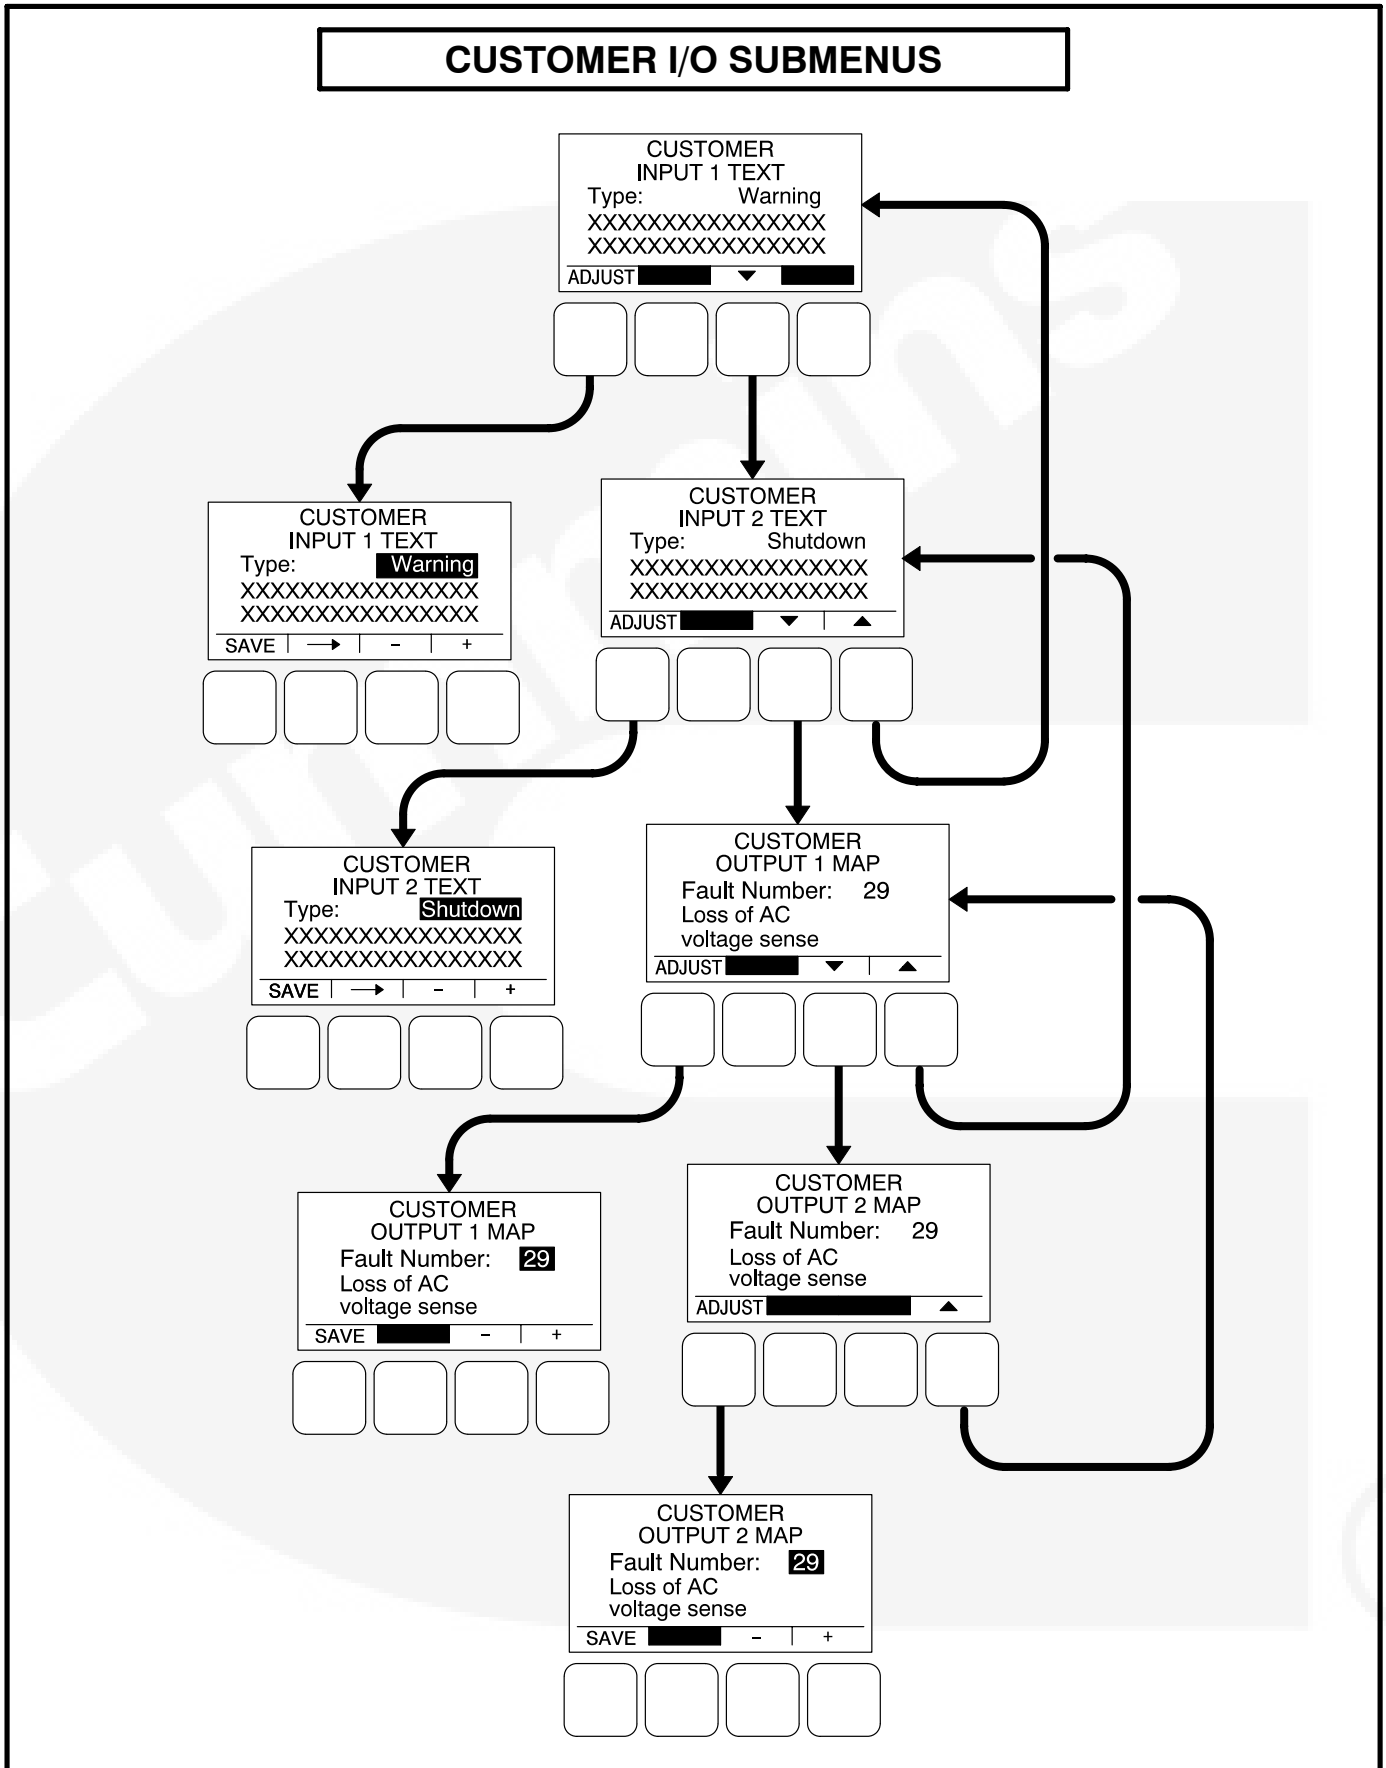 CUSTOMER I/O SUBMENUS
CUSTOMER
INPUT 1 TEXT
Type: Warning
XXXXXXXXXXXXXXXX
XXXXXXXXXXXXXXXX
ADJUST ▼
CUSTOMER
INPUT 1 TEXT
Type: Warning
XXXXXXXXXXXXXXXX
XXXXXXXXXXXXXXXX
SAVE → - +
CUSTOMER
INPUT 2 TEXT
Type: Shutdown
XXXXXXXXXXXXXXXX
XXXXXXXXXXXXXXXX
ADJUST ▼ ▲
CUSTOMER
INPUT 2 TEXT
Type: Shutdown
XXXXXXXXXXXXXXXX
XXXXXXXXXXXXXXXX
SAVE → - +
CUSTOMER
OUTPUT 1 MAP
Fault Number: 29
Loss of AC
voltage sense
ADJUST ▼ ▲
CUSTOMER
OUTPUT 1 MAP
Fault Number: 29
Loss of AC
voltage sense
SAVE - +
CUSTOMER
OUTPUT 2 MAP
Fault Number: 29
Loss of AC
voltage sense
ADJUST ▲
CUSTOMER
OUTPUT 2 MAP
Fault Number: 29
Loss of AC
voltage sense
SAVE - +
Cummins